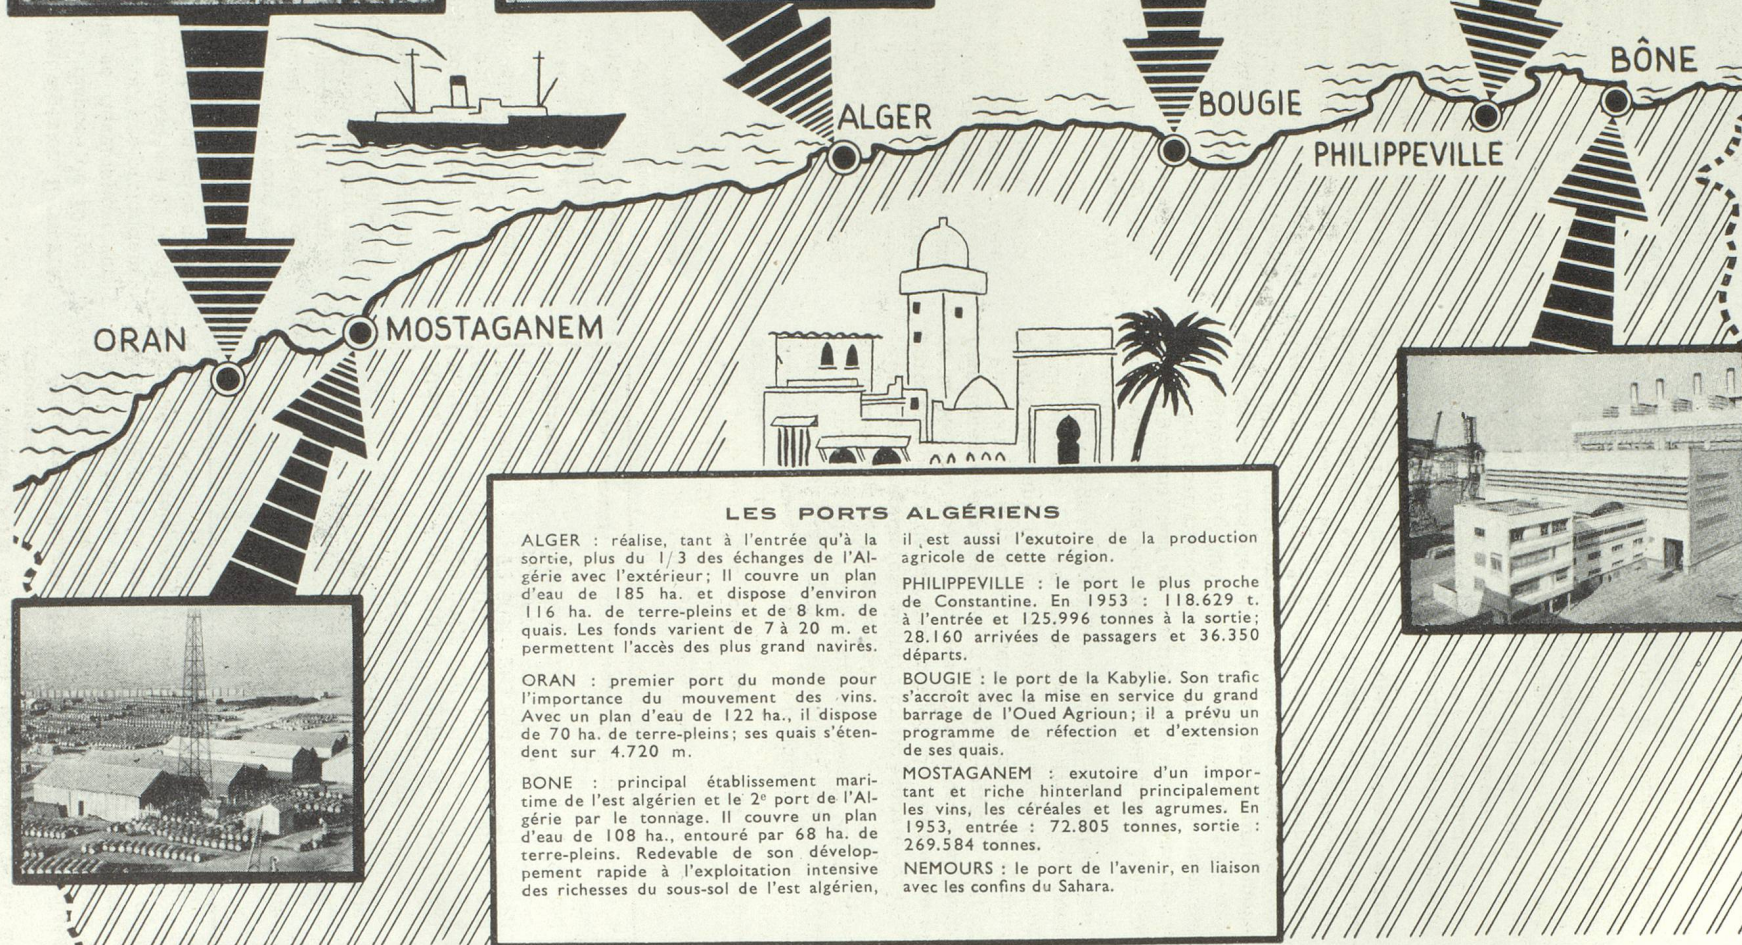 BÔNE
ALGER
BOUGIE
PHILIPPEVILLE
ORAN
MOSTAGANEM
LES PORTS ALGÉRIENS
ALGER : réalise, tant à l'entrée qu'à la
sortie, plus du 1/3 des échanges de l'Al-
gérie avec l'extérieur; Il couvre un plan
d'eau de 185 ha. et dispose d'environ
116 ha. de terre-pleins et de 8 km. de
quais. Les fonds varient de 7 à 20 m. et
permettent l'accès des plus grand navires.
ORAN : premier port du monde pour
l'importance du mouvement des vins.
Avec un plan d'eau de 122 ha., il dispose
de 70 ha. de terre-pleins; ses quais s'éten-
dent sur 4.720 m.
BONE : principal établissement mari-
time de l'est algérien et le 2e port de l'Al-
gérie par le tonnage. Il couvre un plan
d'eau de 108 ha., entouré par 68 ha. de
terre-pleins. Redevable de son dévelop-
pement rapide à l'exploitation intensive
des richesses du sous-sol de l'est algérien,
il est aussi l'exutoire de la production
agricole de cette région.
PHILIPPEVILLE : le port le plus proche
de Constantine. En 1953 : 118.629 t.
à l'entrée et 125.996 tonnes à la sortie;
28.160 arrivées de passagers et 36.350
départs.
BOUGIE : le port de la Kabylie. Son trafic
s'accroît avec la mise en service du grand
barrage de l'Oued Agrioun; il a prévu un
programme de réfection et d'extension
de ses quais.
MOSTAGANEM : exutoire d'un impor-
tant et riche hinterland principalement
les vins, les céréales et les agrumes. En
1953, entrée : 72.805 tonnes, sortie :
269.584 tonnes.
NEMOURS : le port de l'avenir, en liaison
avec les confins du Sahara.